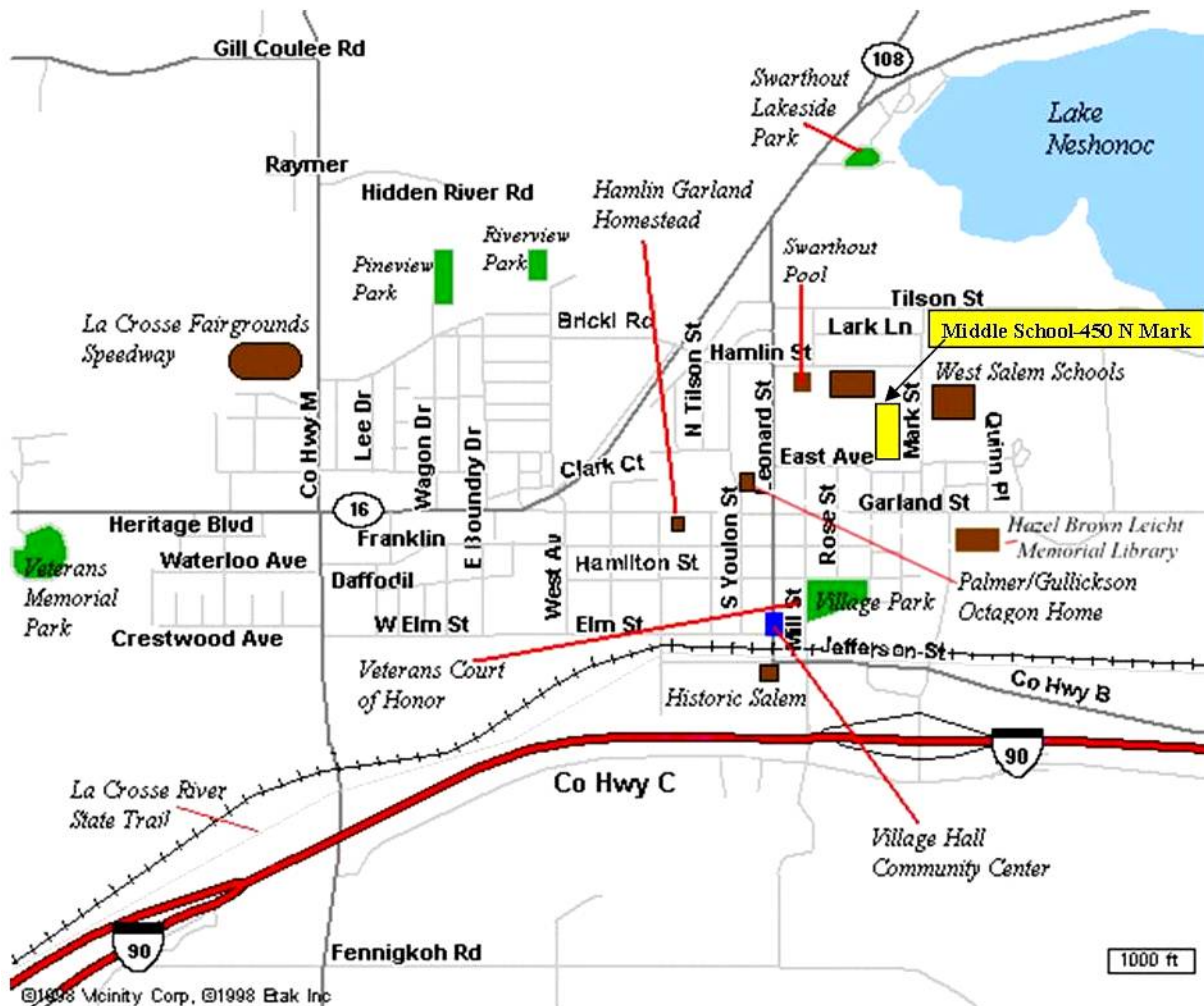 Gill Coulee Rd
108
Swarthout
Lakeside
Park
Lake
Neshonoc
Raymer
Hidden River Rd
Hamlin Garland
Homestead
Riverview
Park
Pineview
Park
Swarthout
Pool
Tilson St
La Crosse Fairgrounds
Speedway
Brickl Rd
Lark Ln
Middle School-450 N Mark
Hamlin St
West Salem Schools
N Tilson St
Leonard St
Mark St
Co Hwy M
Lee Dr
Wagon Dr
E Boundry Dr
Clark Ct
East Ave
Quinn Pl
16
Heritage Blvd
Franklin
Garland St
Rose St
S Youlon St
Hazel Brown Leicht
Memorial Library
Waterloo Ave
Daffodil
West Av
Hamilton St
Veterans
Memorial
Park
Palmer/Gullickson
Octagon Home
Village Park
Mill St
Crestwood Ave
W Elm St
Elm St
Jefferson St
Veterans Court
of Honor
Historic Salem
Co Hwy B
90
Co Hwy C
La Crosse River
State Trail
Village Hall
Community Center
90
Fennigkoh Rd
1000 ft
©1998 Vicinity Corp, ©1998 Etak Inc